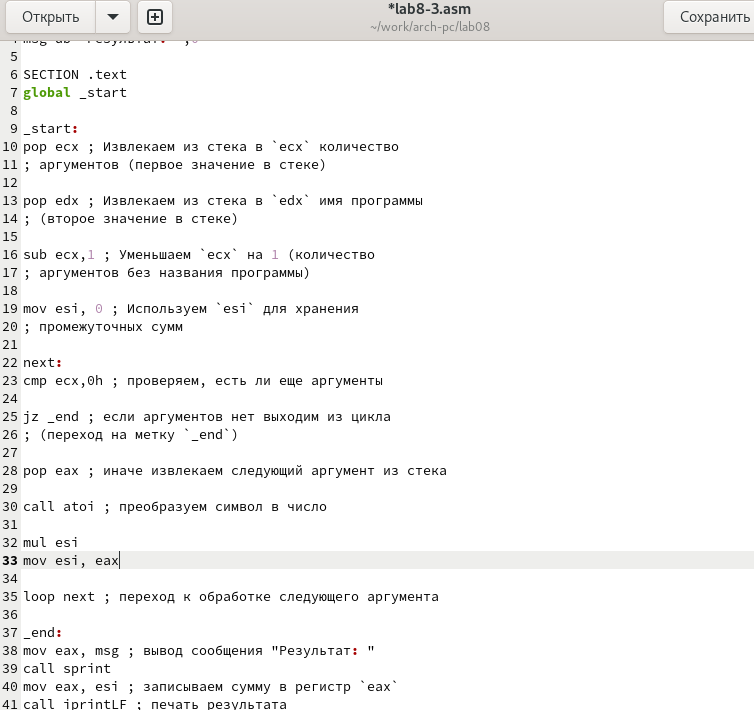 Открыть
*lab8-3.asm
~/work/arch-pc/lab08
Сохранить
5
6 SECTION .text
7 global _start
8
9 _start:
10 pop ecx ; Извлекаем из стека в `ecx` количество
11 ; аргументов (первое значение в стеке)
12
13 pop edx ; Извлекаем из стека в `edx` имя программы
14 ; (второе значение в стеке)
15
16 sub ecx,1 ; Уменьшаем `ecx` на 1 (количество
17 ; аргументов без названия программы)
18
19 mov esi, 0 ; Используем `esi` для хранения
20 ; промежуточных сумм
21
22 next:
23 cmp ecx,0h ; проверяем, есть ли еще аргументы
24
25 jz _end ; если аргументов нет выходим из цикла
26 ; (переход на метку `_end`)
27
28 pop eax ; иначе извлекаем следующий аргумент из стека
29
30 call atoi ; преобразуем символ в число
31
32 mul esi
33 mov esi, eax
34
35 loop next ; переход к обработке следующего аргумента
36
37 _end:
38 mov eax, msg ; вывод сообщения "Результат: "
39 call sprint
40 mov eax, esi ; записываем сумму в регистр `eax`
41 call iprintLF ; печать результата